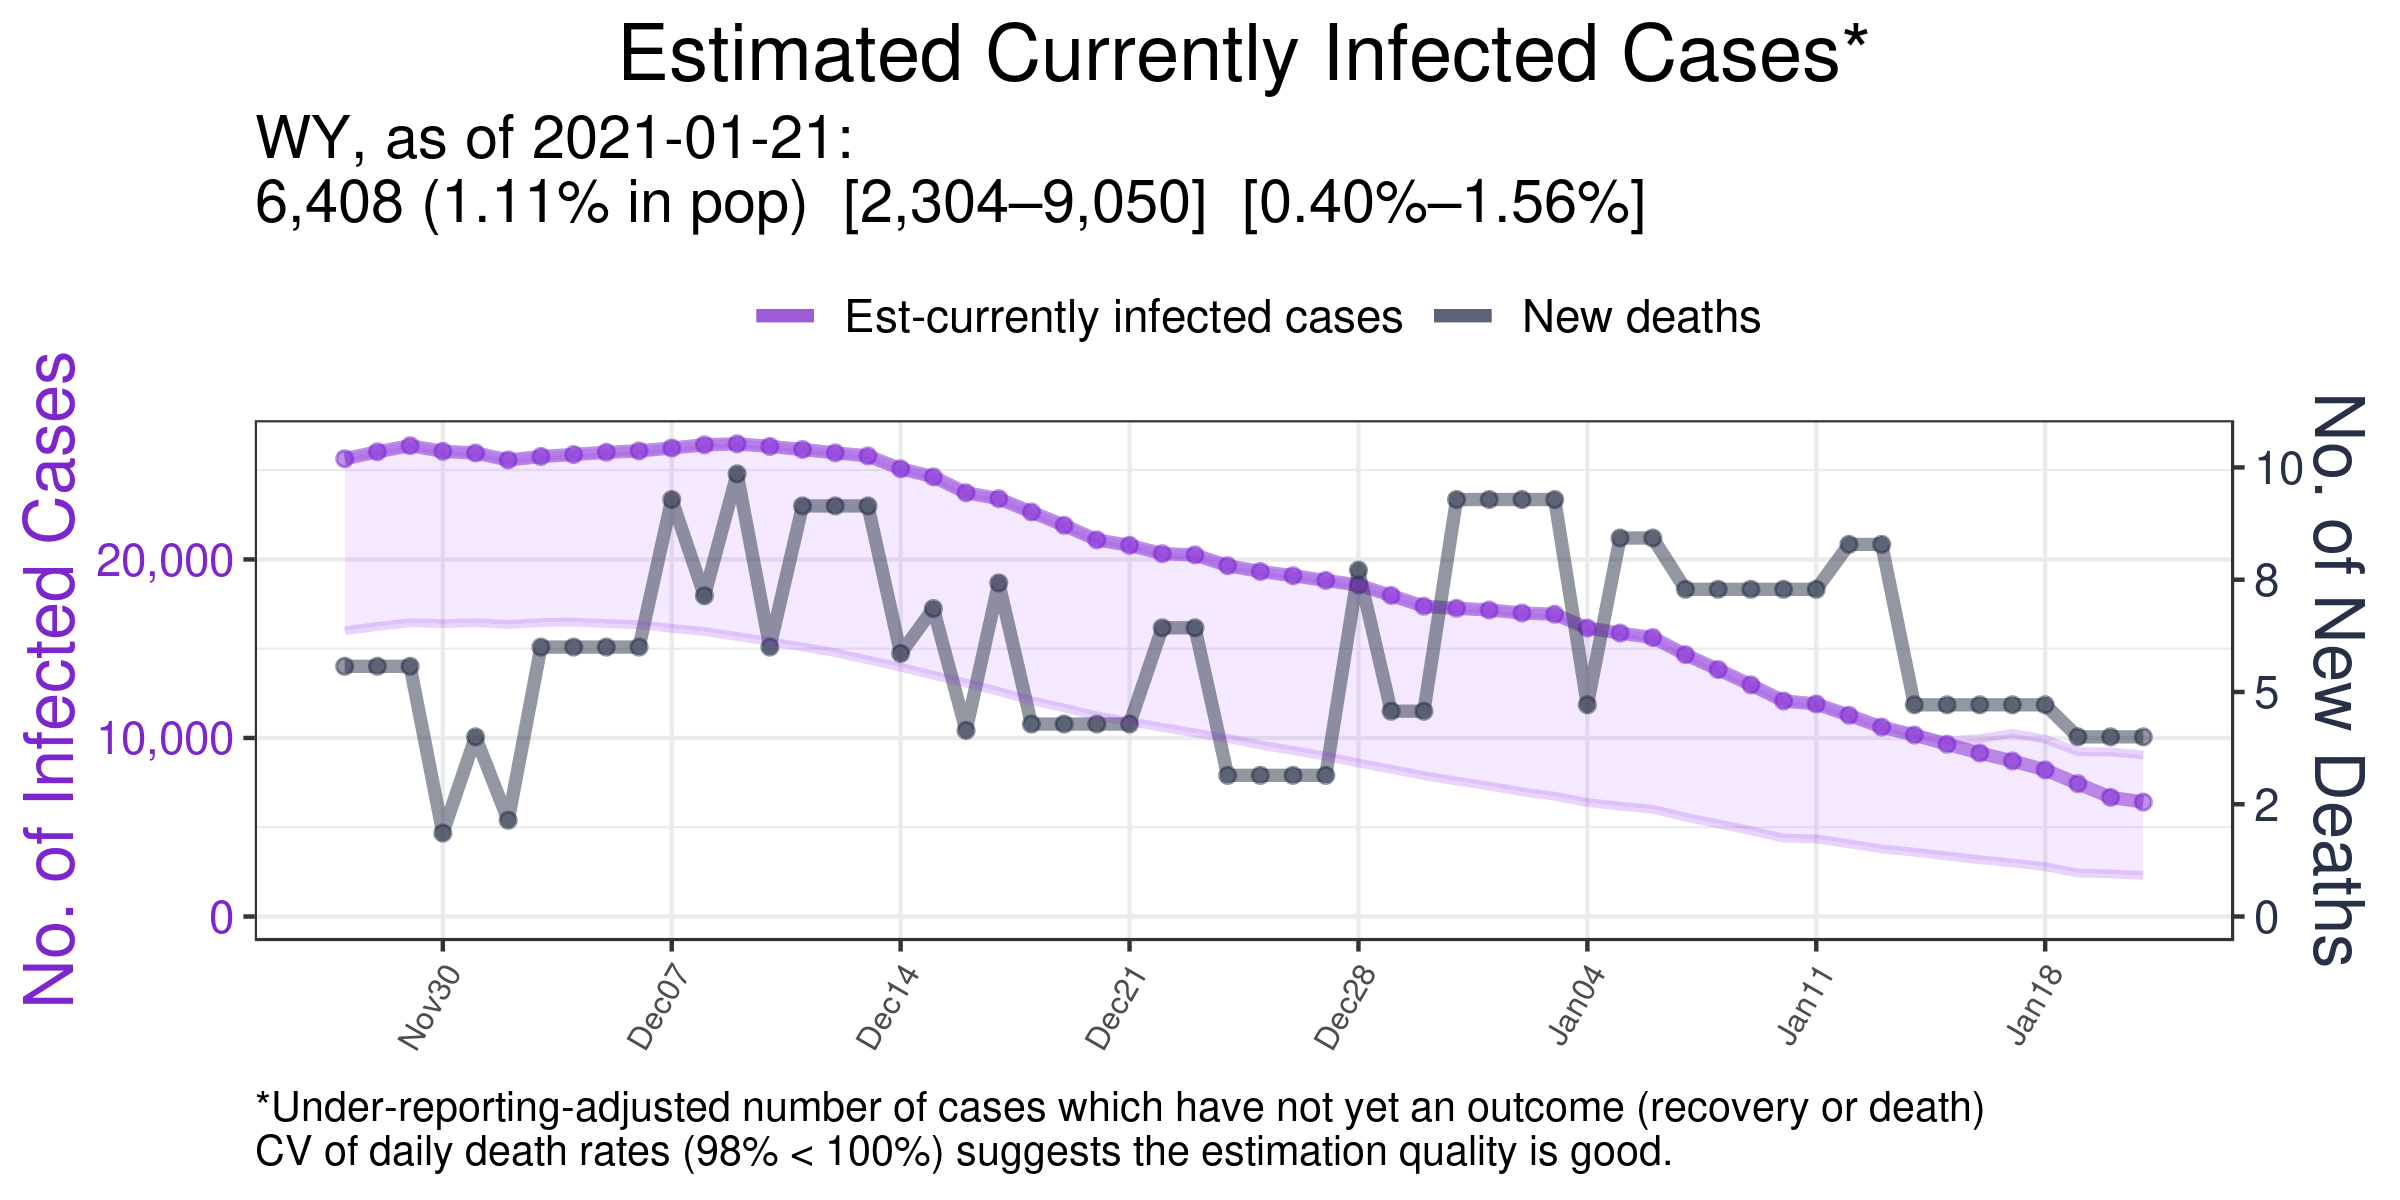 Estimated Currently Infected Cases*
WY, as of 2021-01-21:
6,408 (1.11% in pop)  [2,304–9,050]  [0.40%–1.56%]
Est-currently infected cases
New deaths
No. of Infected Cases
20,000
10,000
0
10
8
5
2
0
No. of New Deaths
Nov30
Dec07
Dec14
Dec21
Dec28
Jan04
Jan11
Jan18
*Under-reporting-adjusted number of cases which have not yet an outcome (recovery or death)
CV of daily death rates (98% < 100%) suggests the estimation quality is good.